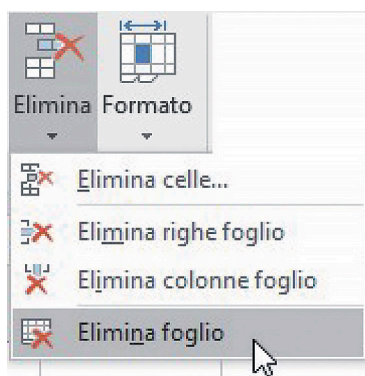 Elimina Formato
Elimina celle...
Elimina righe foglio
Elimina colonne foglio
Elimina foglio